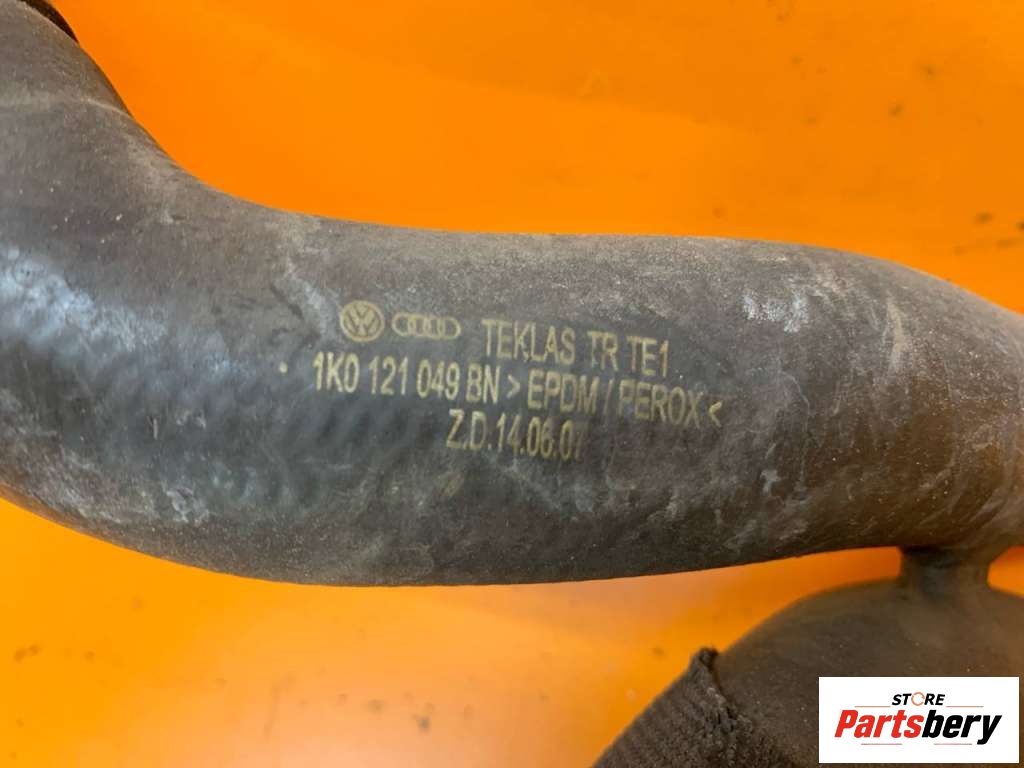 TEKLAS TR TE1
1K0 121 049 BN > EPDM / PEROX <
Z.D.14.06.07
STORE
Partsbery